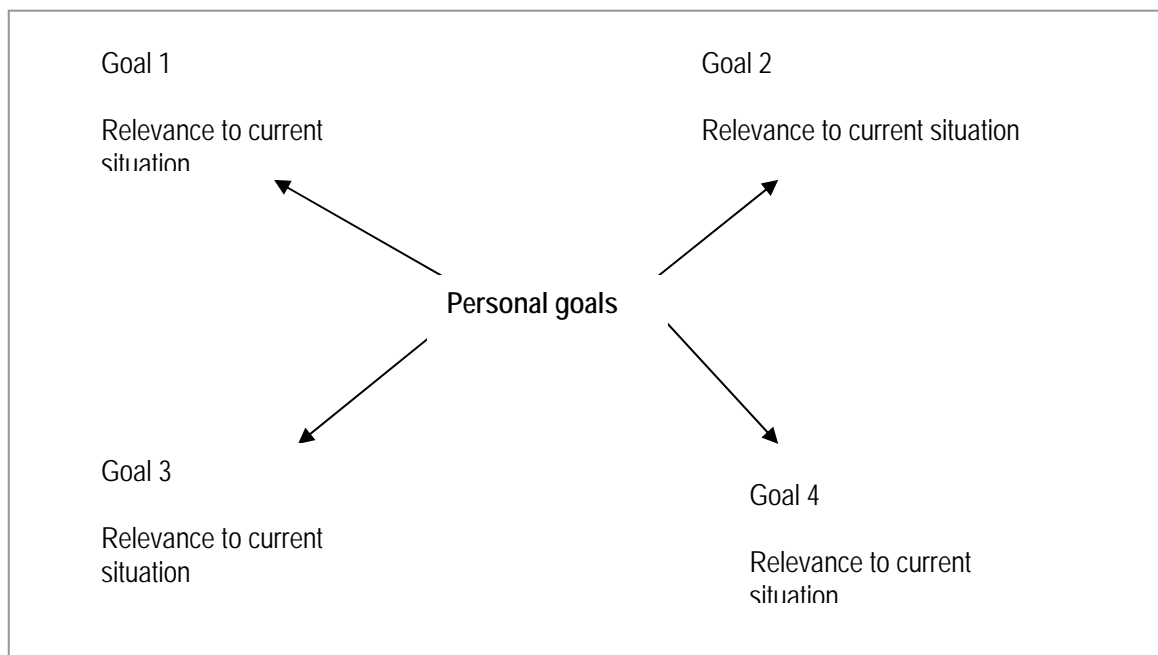 Goal 1
Relevance to current
situation
Goal 2
Relevance to current situation
Personal goals
Goal 3
Relevance to current
situation
Goal 4
Relevance to current
situation